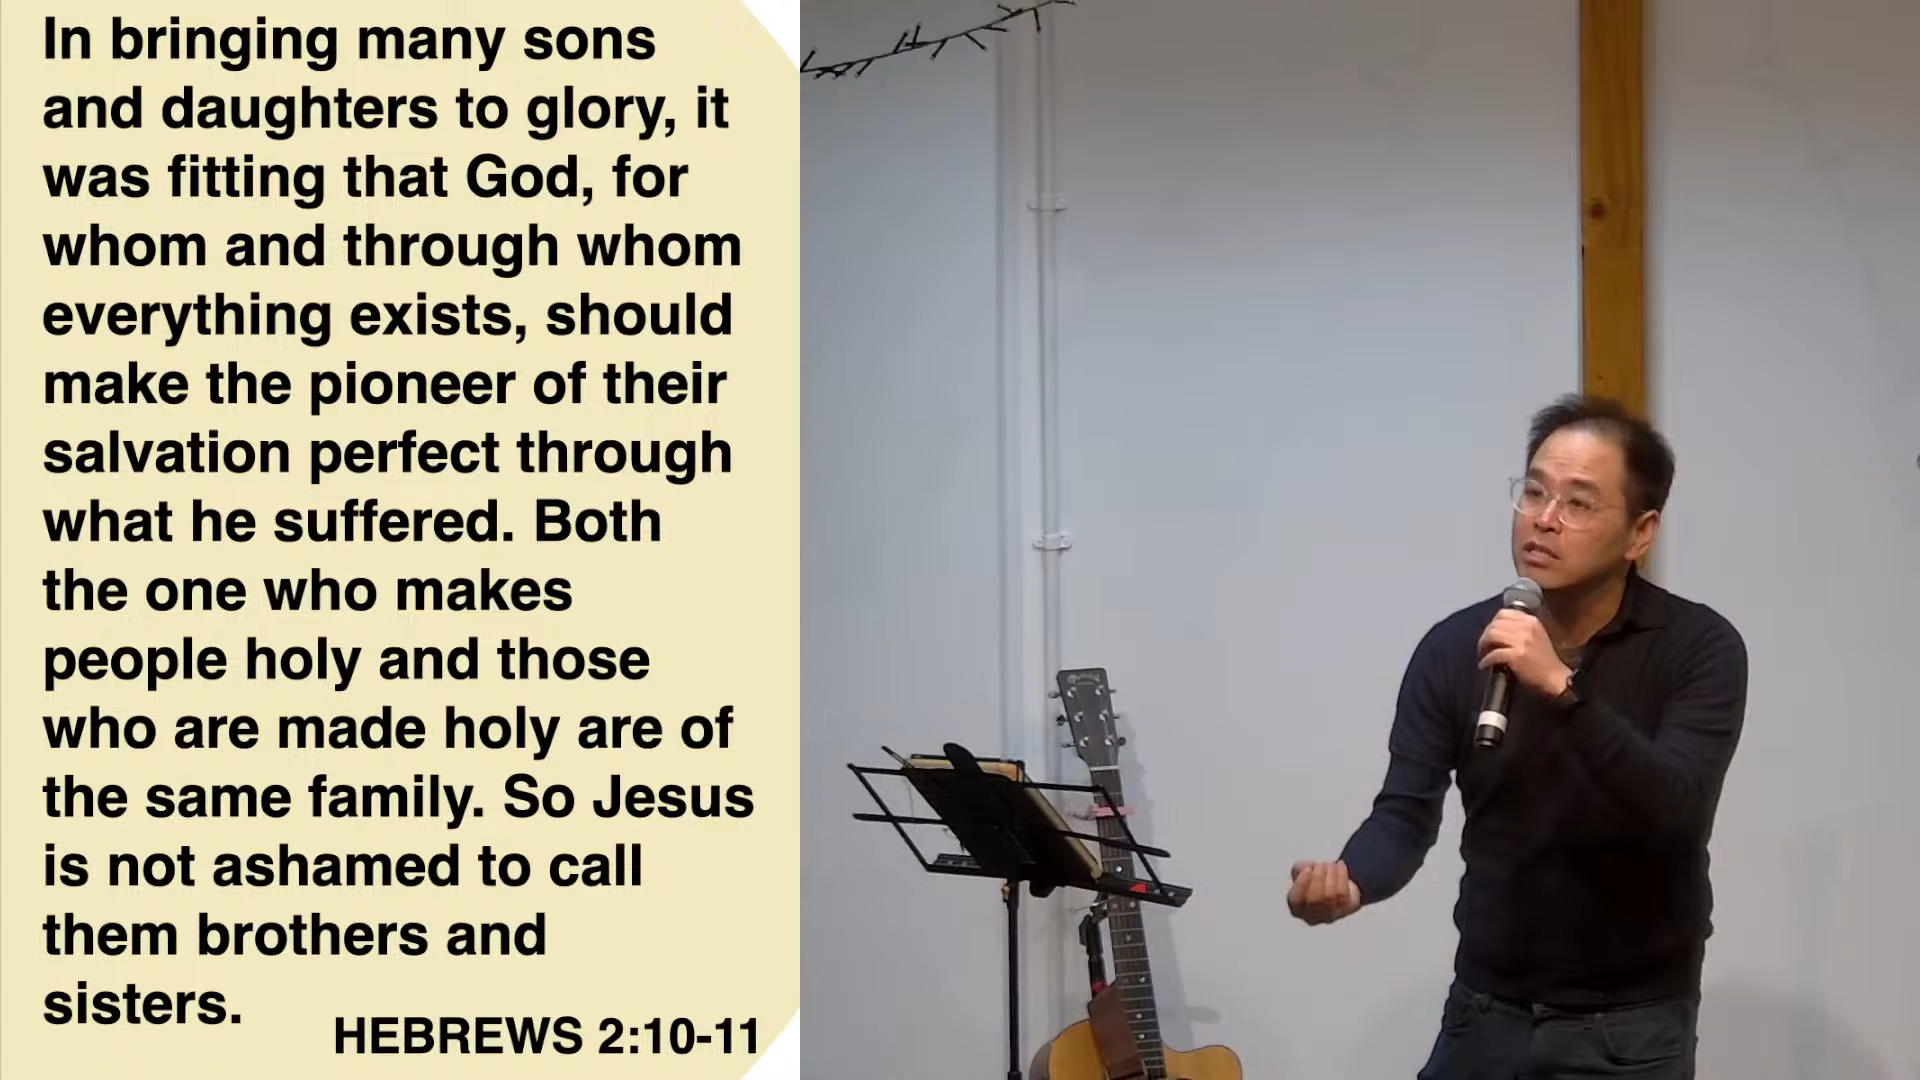 In bringing many sons
and daughters to glory, it
was fitting that God, for
whom and through whom
everything exists, should
make the pioneer of their
salvation perfect through
what he suffered. Both
the one who makes
people holy and those
who are made holy are of
the same family. So Jesus
is not ashamed to call
them brothers and
sisters.
HEBREWS 2:10-11